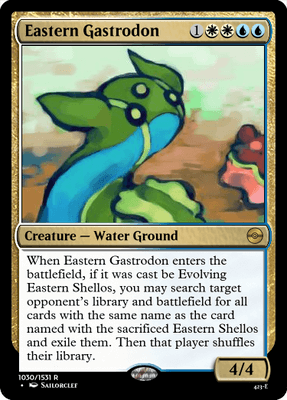 Eastern Gastrodon 1
Creature — Water Ground
When Eastern Gastrodon enters the
battlefield, if it was cast be Evolving
Eastern Shellos, you may search target
opponent's library and battlefield for all
cards with the same name as the card
named with the sacrificed Eastern Shellos
and exile them. Then that player shuffles
their library.
4/4
1030/1531 R
• Sailorclef
423-E